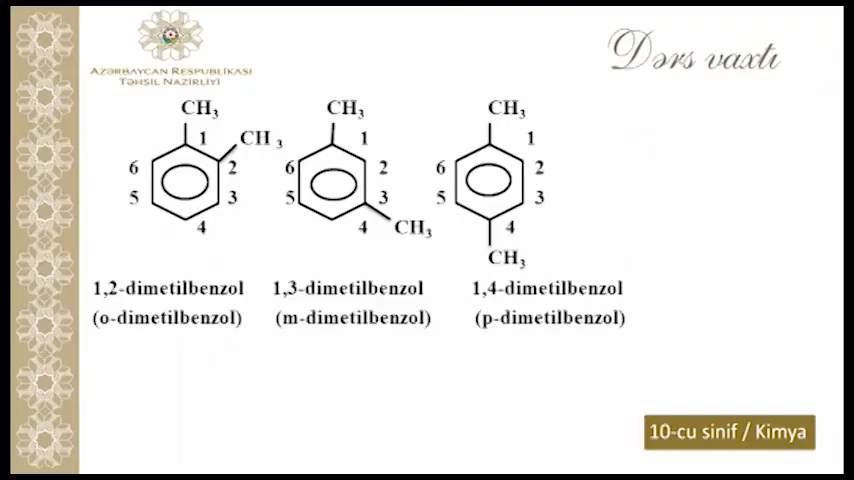 AZƏRBAYCAN RESPUBLİKASI
TƏHSİL NAZİRLİYİ
Dərs vaxtı
CH₃ CH₃ CH₃
1 CH ₃ 1 1
6 2 6 2 6 2
5 3 5 3 5 3
4 4 CH₃ 4
CH₃
1,2-dimetilbenzol 1,3-dimetilbenzol 1,4-dimetilbenzol
(o-dimetilbenzol) (m-dimetilbenzol) (p-dimetilbenzol)
10-cu sinif / Kimya